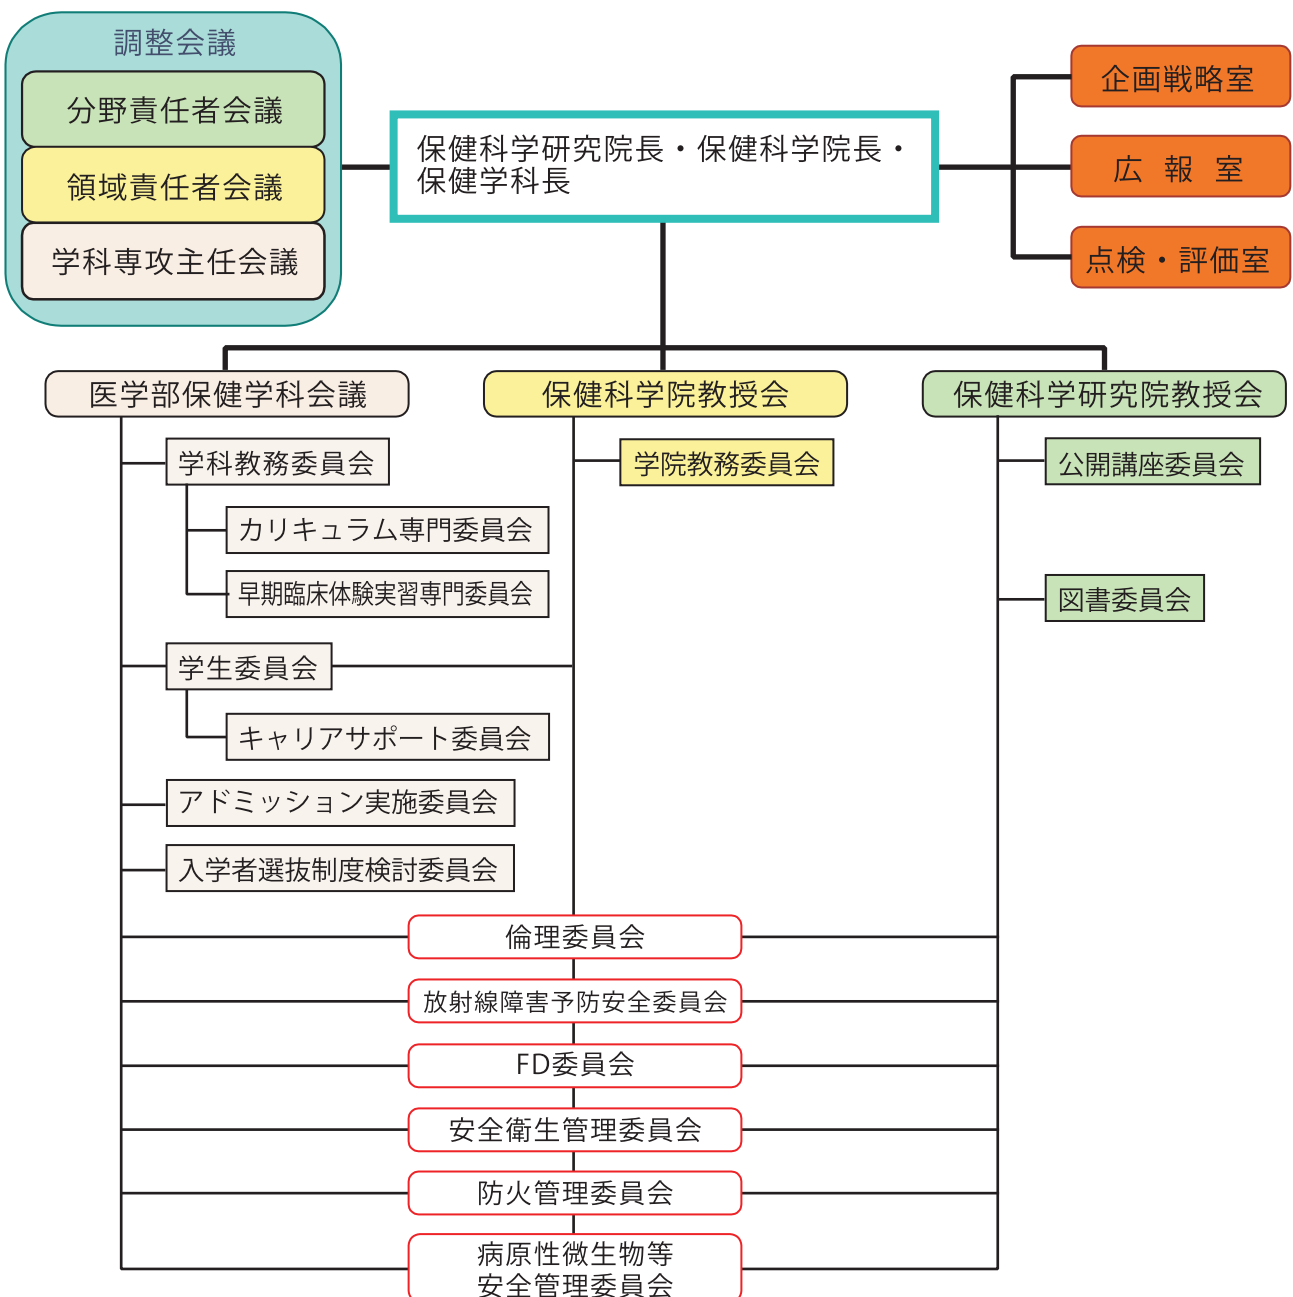 調整会議
分野責任者会議
領域責任者会議
学科専攻主任会議
保健科学研究院長・保健科学院長・
保健学科長
企画戦略室
広 報 室
点検・評価室
医学部保健学科会議
保健科学院教授会
保健科学研究院教授会
学科教務委員会
学院教務委員会
公開講座委員会
カリキュラム専門委員会
早期臨床体験実習専門委員会
図書委員会
学生委員会
キャリアサポート委員会
アドミッション実施委員会
入学者選抜制度検討委員会
倫理委員会
放射線障害予防安全委員会
FD委員会
安全衛生管理委員会
防火管理委員会
病原性微生物等
安全管理委員会